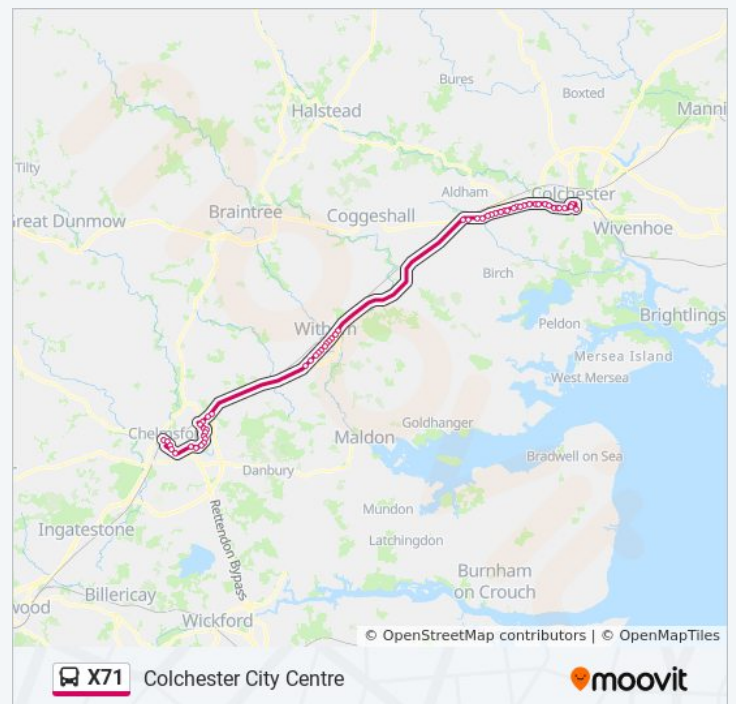 Bures
Boxted
Halstead
Manni
Tilty
Aldham
Colchester
Great Dunmow
Braintree
Coggeshall
Wivenhoe
Birch
Witham
Peldon
Brightlings
Mersea Island
West Mersea
Goldhanger
Chelmsford
Maldon
Danbury
Bradwell on Sea
Mundon
Rettendon Bypass
Ingatestone
Latchingdon
Burnham
on Crouch
Billericay
wood
Wickford
© OpenStreetMap contributors | © OpenMapTiles
X71 Colchester City Centre
moovit